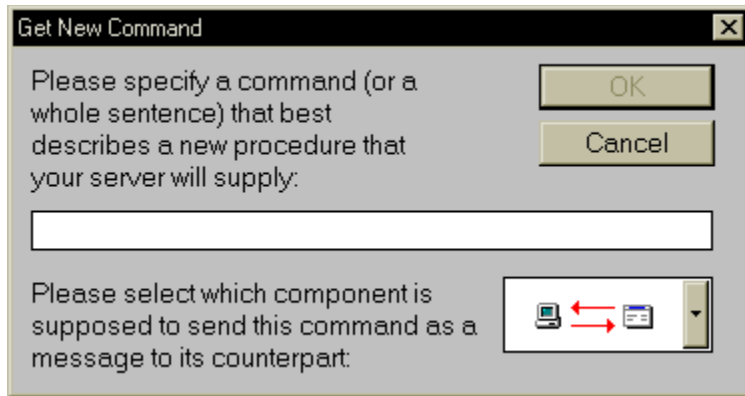 Get New Command
Please specify a command (or a
whole sentence) that best
describes a new procedure that
your server will supply:
OK
Cancel
Please select which component is
supposed to send this command as a
message to its counterpart: